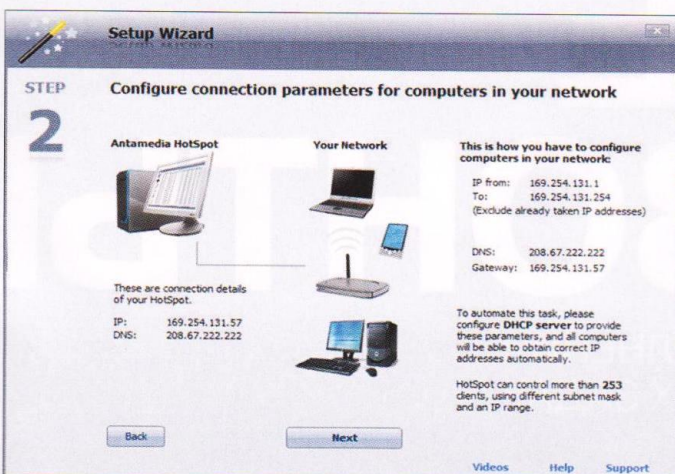 Setup Wizard
STEP
2
Configure connection parameters for computers in your network
Antamedia HotSpot
Your Network
These are connection details
of your HotSpot.
IP: 169.254.131.57
DNS: 208.67.222.222
This is how you have to configure
computers in your network:
IP from: 169.254.131.1
To: 169.254.131.254
(Exclude already taken IP addresses)
DNS: 208.67.222.222
Gateway: 169.254.131.57
To automate this task, please
configure DHCP server to provide
these parameters, and all computers
will be able to obtain correct IP
addresses automatically.
HotSpot can control more than 253
clients, using different subnet mask
and an IP range.
Back
Next
Videos Help Support